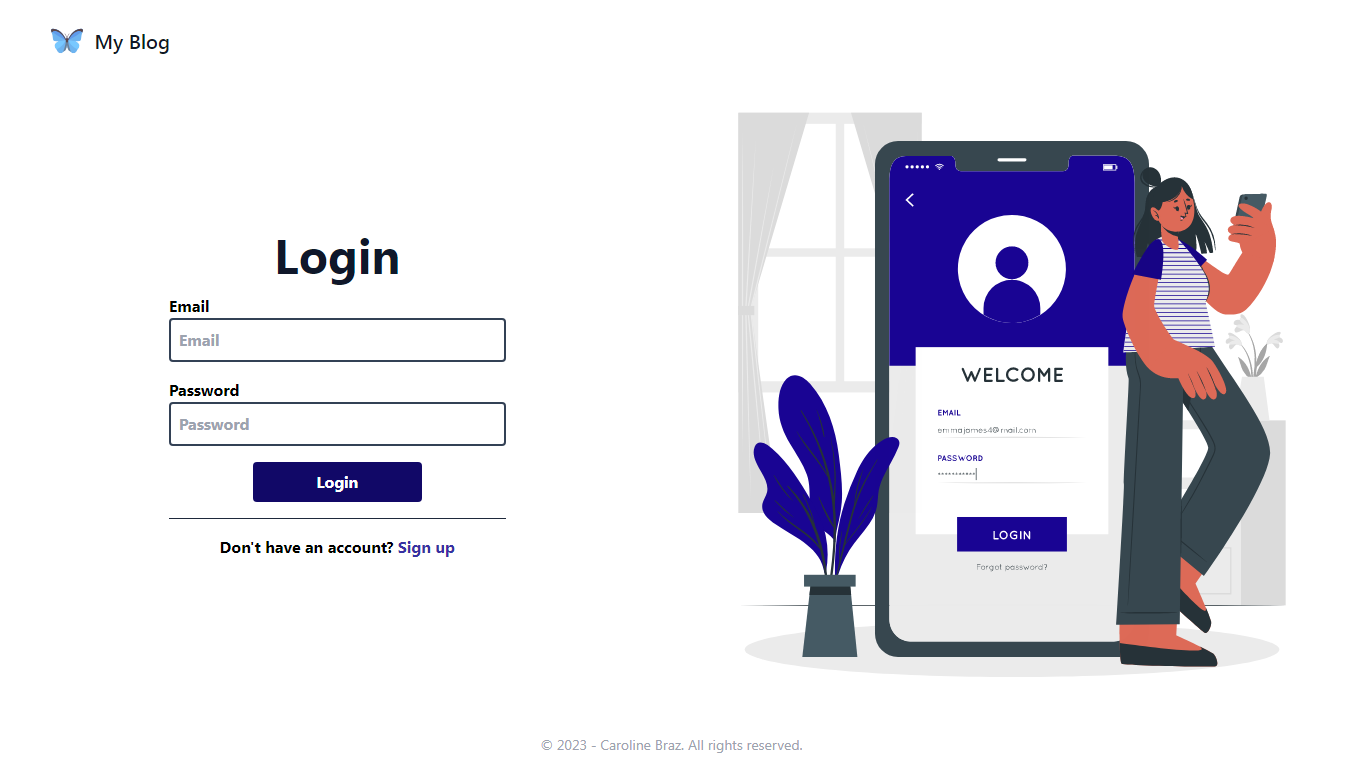 My Blog
Login
Email
Email
Password
Password
Login
Don't have an account? Sign up
WELCOME
EMAIL
emmajames4@mail.com
PASSWORD
***********
LOGIN
Forgot password?
© 2023 - Caroline Braz. All rights reserved.